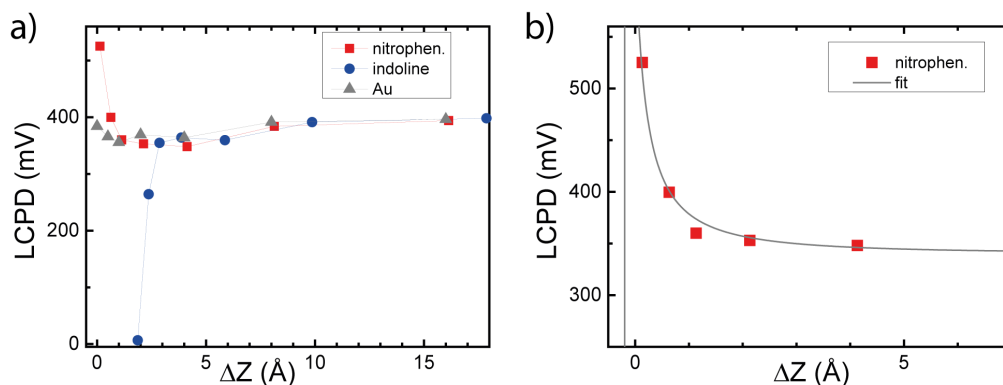 a)
nitrophen.
indoline
Au
400
200
0
LCPD (mV)
0
5
10
15
ΔZ (Å)
b)
nitrophen.
fit
500
400
300
LCPD (mV)
0
5
ΔZ (Å)